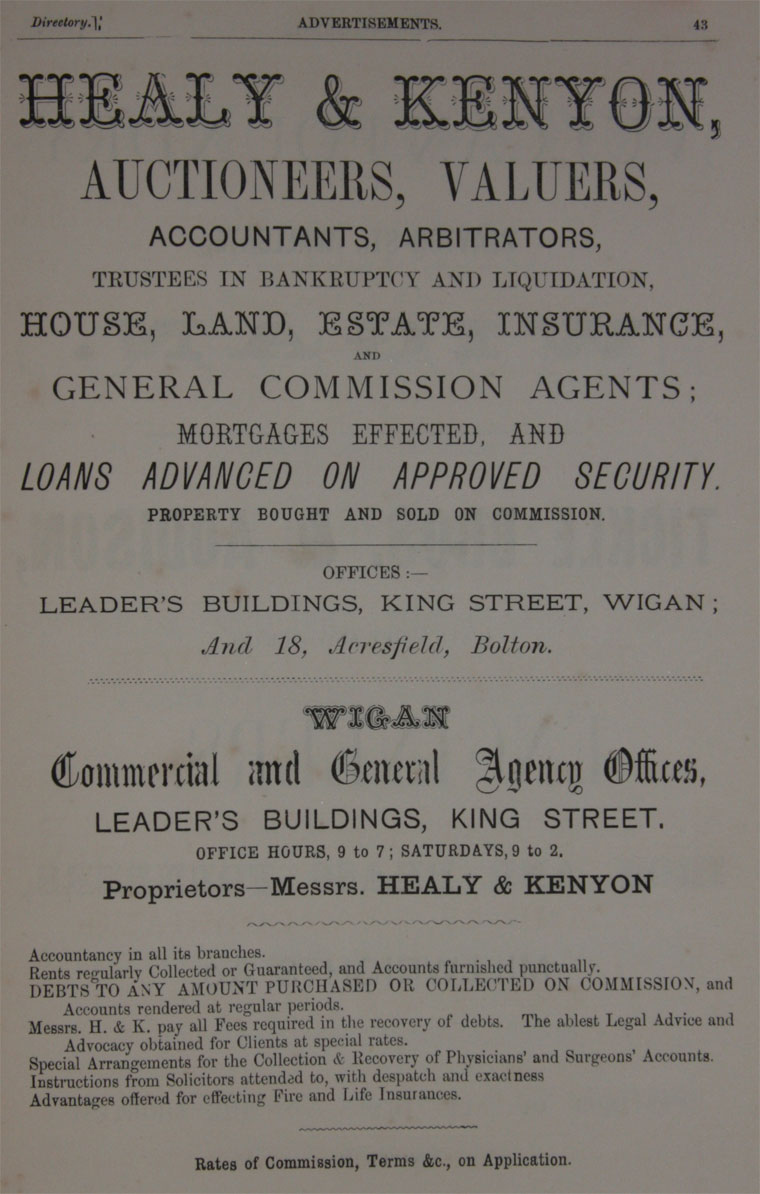 Directory.]
ADVERTISEMENTS.
43
HEALY & KENYON,
AUCTIONEERS, VALUERS,
ACCOUNTANTS, ARBITRATORS,
TRUSTEES IN BANKRUPTCY AND LIQUIDATION,
HOUSE, LAND, ESTATE, INSURANCE,
AND
GENERAL COMMISSION AGENTS;
MORTGAGES EFFECTED, AND
LOANS ADVANCED ON APPROVED SECURITY.
PROPERTY BOUGHT AND SOLD ON COMMISSION.
OFFICES:—
LEADER'S BUILDINGS, KING STREET, WIGAN;
And 18, Acresfield, Bolton.
WIGAN
Commercial and General Agency Offices,
LEADER'S BUILDINGS, KING STREET.
OFFICE HOURS, 9 to 7; SATURDAYS, 9 to 2.
Proprietors—Messrs. HEALY & KENYON
Accountancy in all its branches.
Rents regularly Collected or Guaranteed, and Accounts furnished punctually.
DEBTS TO ANY AMOUNT PURCHASED OR COLLECTED ON COMMISSION, and
Accounts rendered at regular periods.
Messrs. H. & K. pay all Fees required in the recovery of debts. The ablest Legal Advice and
Advocacy obtained for Clients at special rates.
Special Arrangements for the Collection & Recovery of Physicians' and Surgeons' Accounts.
Instructions from Solicitors attended to, with despatch and exactness
Advantages offered for effecting Fire and Life Insurances.
Rates of Commission, Terms &c., on Application.